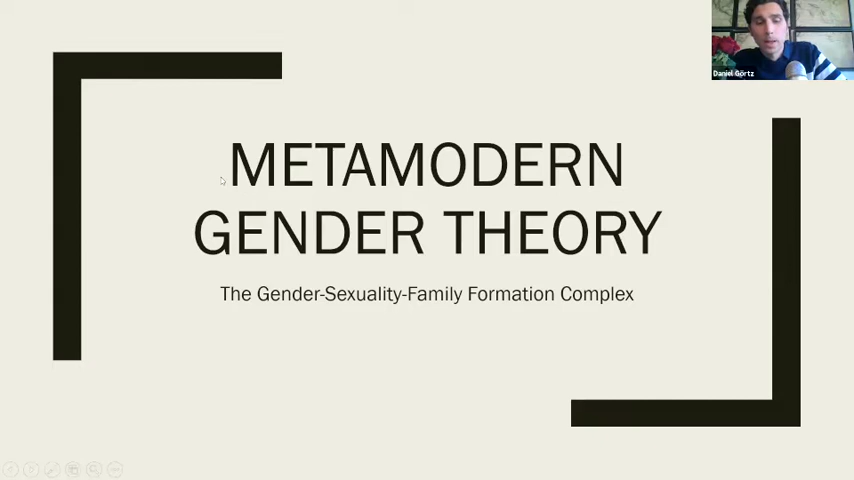 Daniel Görtz
METAMODERN
GENDER THEORY
The Gender-Sexuality-Family Formation Complex